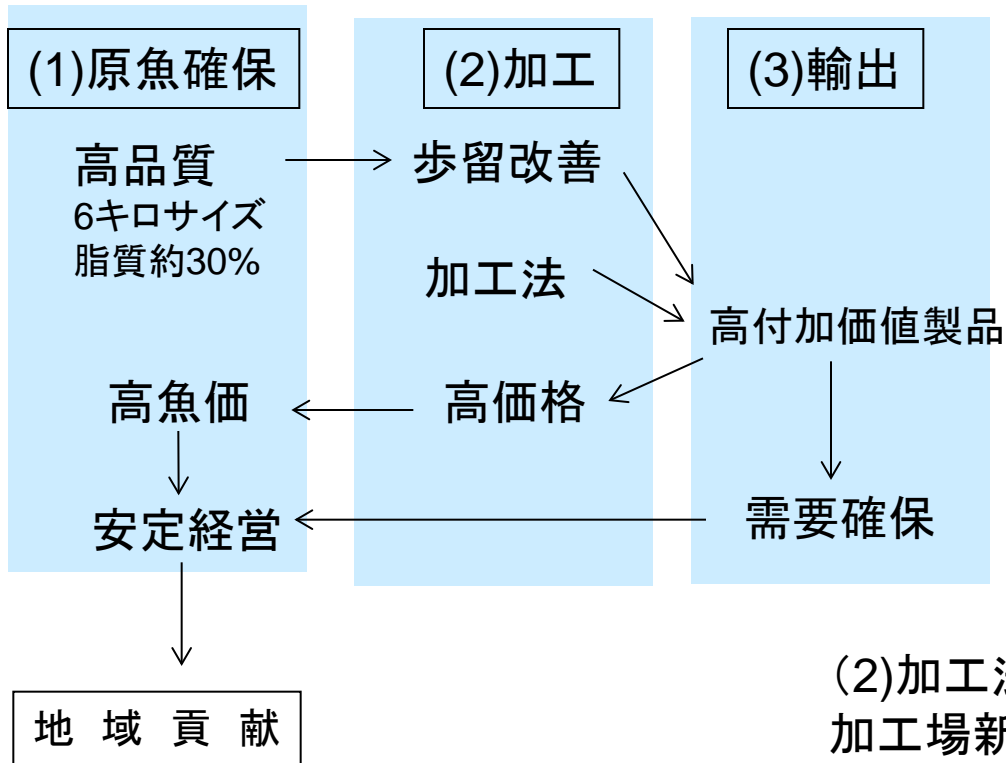 (1)原魚確保
(2)加工
(3)輸出
高品質
6キロサイズ
脂質約30%
歩留改善
加工法
高付加価値製品
高魚価
高価格
安定経営
需要確保
地 域 貢 献
(2)加工
加工場新